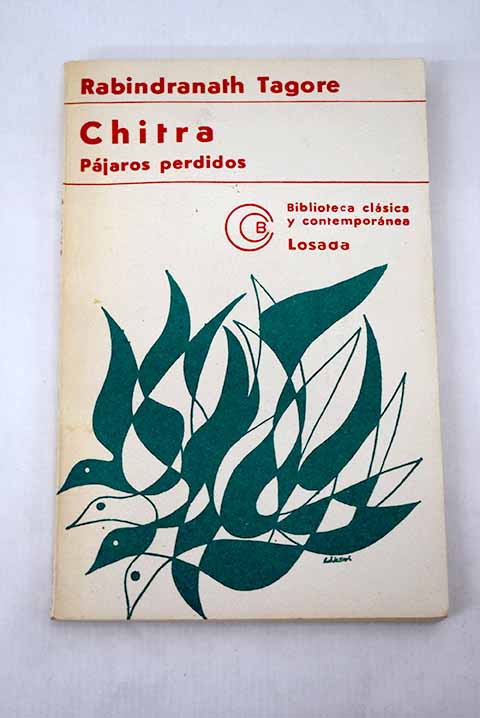 Rabindranath Tagore
Chitra
Pájaros perdidos
B
Biblioteca clásica
y contemporánea
Losada